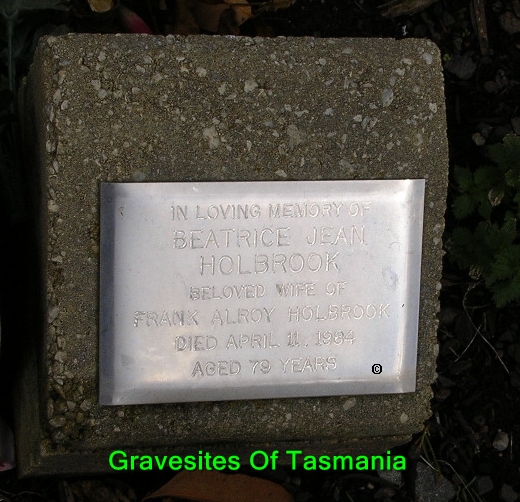 IN LOVING MEMORY OF
BEATRICE JEAN
HOLBROOK
BELOVED WIFE OF
FRANK ALROY HOLBROOK
DIED APRIL 11, 1994
AGED 79 YEARS
©
Gravesites Of Tasmania